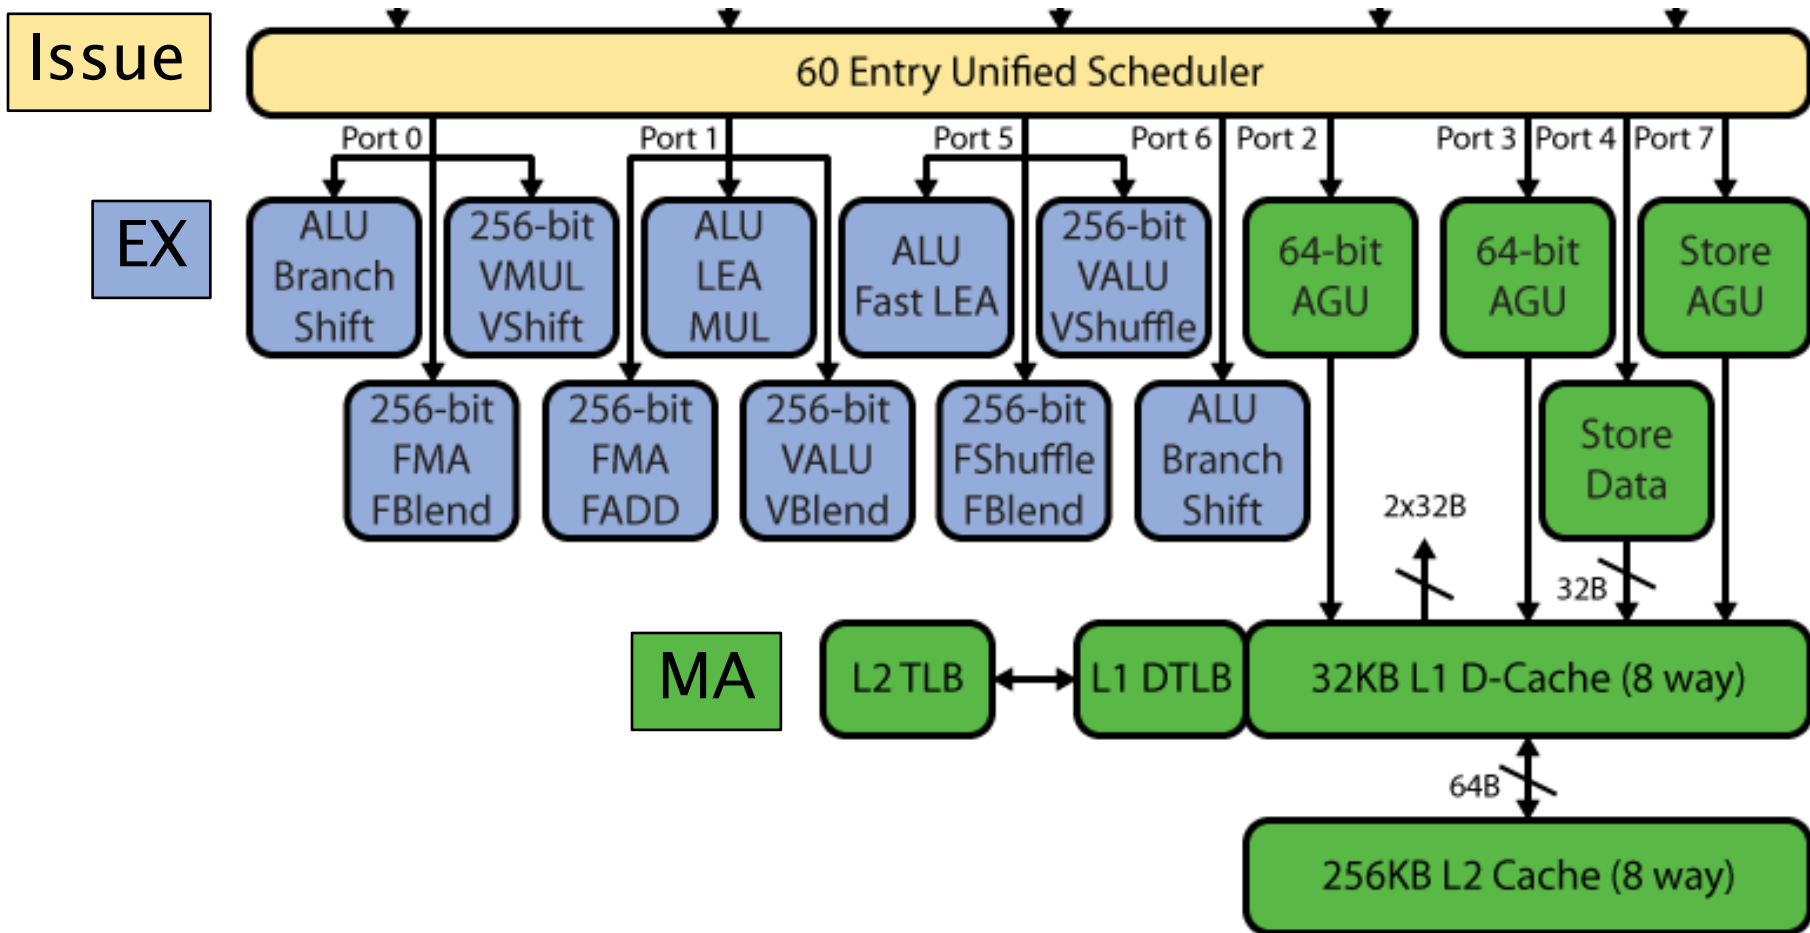 Issue
60 Entry Unified Scheduler
Port 0
Port 1
Port 5
Port 6
Port 2
Port 3
Port 4
Port 7
EX
ALU
Branch
Shift
256-bit
VMUL
VShift
ALU
LEA
MUL
ALU
Fast LEA
256-bit
VALU
VShuffle
64-bit
AGU
64-bit
AGU
Store
AGU
256-bit
FMA
FBlend
256-bit
FMA
FADD
256-bit
VALU
VBlend
256-bit
FShuffle
FBlend
ALU
Branch
Shift
Store
Data
2x32B
32B
MA
L2 TLB
L1 DTLB
32KB L1 D-Cache (8 way)
64B
256KB L2 Cache (8 way)